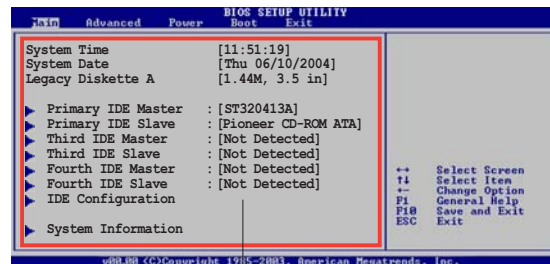 BIOS SETUP UTILITY
Main Advanced Power Boot Exit
System Time [11:51:19]
System Date [Thu 06/10/2004]
Legacy Diskette A [1.44M, 3.5 in]
Primary IDE Master : [ST320413A]
Primary IDE Slave : [Pioneer CD-ROM ATA]
Third IDE Master : [Not Detected]
Third IDE Slave : [Not Detected]
Fourth IDE Master : [Not Detected]
Fourth IDE Slave : [Not Detected]
IDE Configuration
System Information
↔ Select Screen
↑↓ Select Item
+- Change Option
F1 General Help
F10 Save and Exit
ESC Exit
v00.00 (C)Copyright 1985-2003, American Megatrends, Inc.